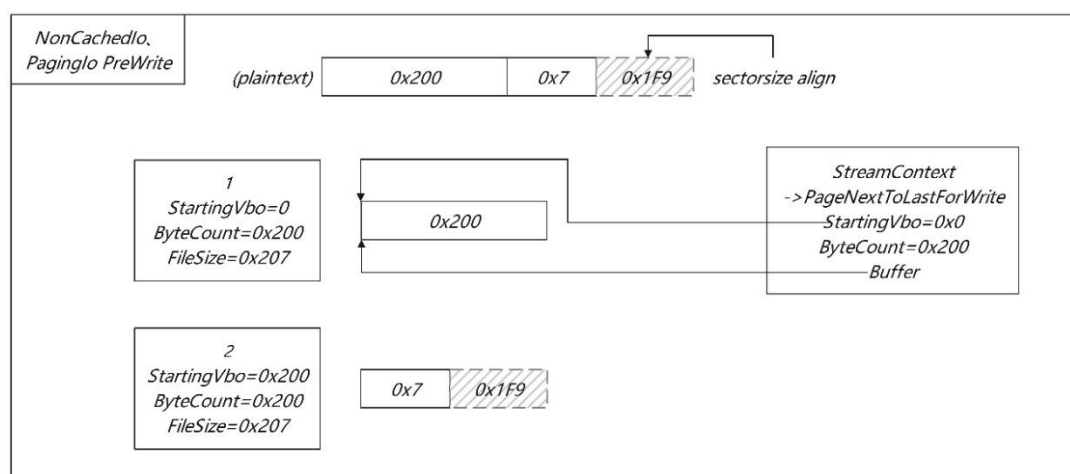 NonCachedIo、
PagingIo PreWrite
(plaintext)
0x200
0x7
0x1F9
sectorsize align
1
StartingVbo=0
ByteCount=0x200
FileSize=0x207
0x200
StreamContext
->PageNextToLastForWrite
StartingVbo=0x0
ByteCount=0x200
Buffer
2
StartingVbo=0x200
ByteCount=0x200
FileSize=0x207
0x7
0x1F9